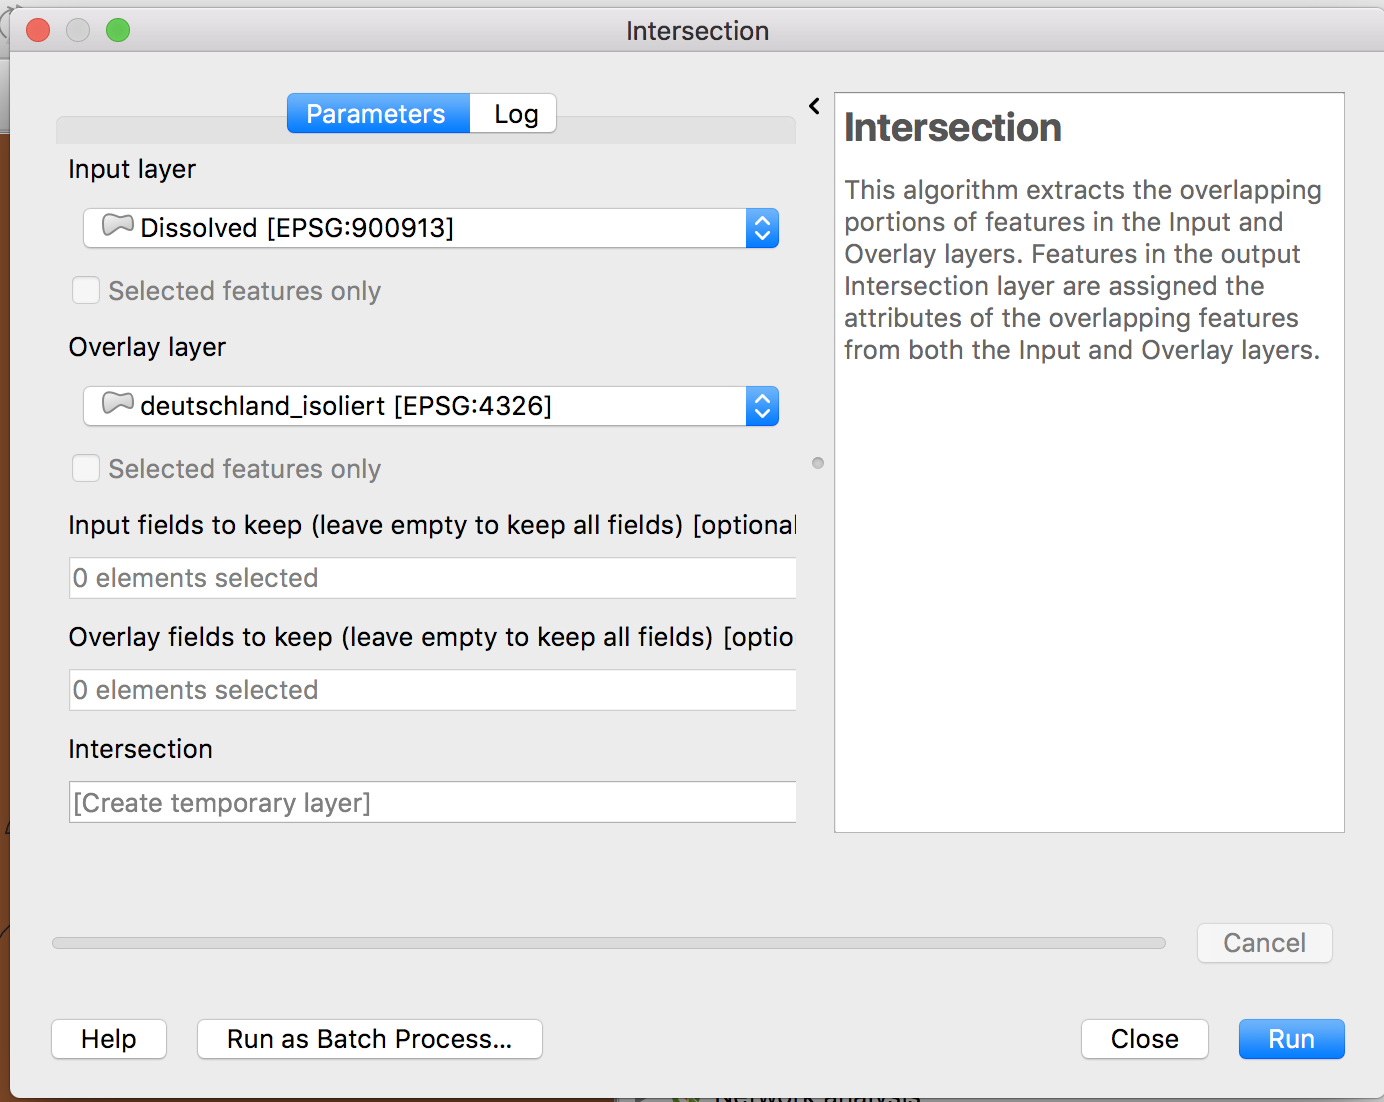 Intersection
Parameters
Log
Input layer
Dissolved [EPSG:900913]
Selected features only
Overlay layer
deutschland_isoliert [EPSG:4326]
Selected features only
Input fields to keep (leave empty to keep all fields) [optional
0 elements selected
Overlay fields to keep (leave empty to keep all fields) [optio
0 elements selected
Intersection
[Create temporary layer]
Intersection
This algorithm extracts the overlapping
portions of features in the Input and
Overlay layers. Features in the output
Intersection layer are assigned the
attributes of the overlapping features
from both the Input and Overlay layers.
Cancel
Help
Run as Batch Process...
Close
Run
Network analysis